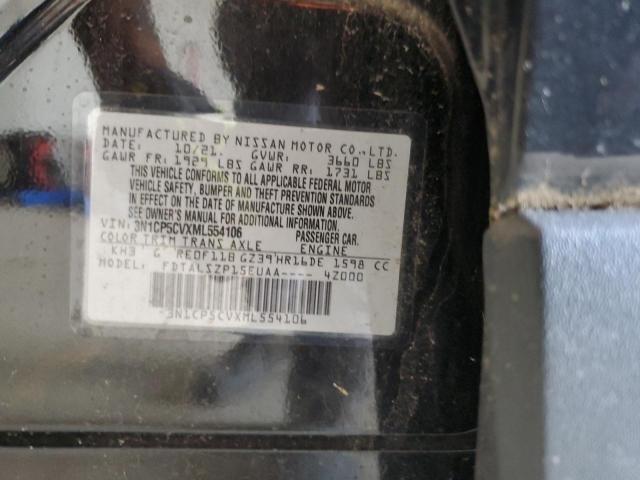 MANUFACTURED BY NISSAN MOTOR CO.,LTD.
DATE: 10/21 GVWR: 3660 LBS
GAWR FR: 1929 LBS GAWR RR: 1731 LBS
THIS VEHICLE CONFORMS TO ALL APPLICABLE FEDERAL MOTOR
VEHICLE SAFETY, BUMPER AND THEFT PREVENTION STANDARDS
IN EFFECT ON THE DATE OF MANUFACTURE SHOWN ABOVE.
SEE OWNER'S MANUAL FOR ADDITIONAL INFORMATION.
VIN: 3N1CP5CVXML554106 PASSENGER CAR.
COLOR TRIM TRANS AXLE ENGINE
KH3 G RE0F11B GZ39 HR16DE 1598 CC
MODEL: FDTALSZP15EUAA---- 4Z000
3N1CP5CVXML554106